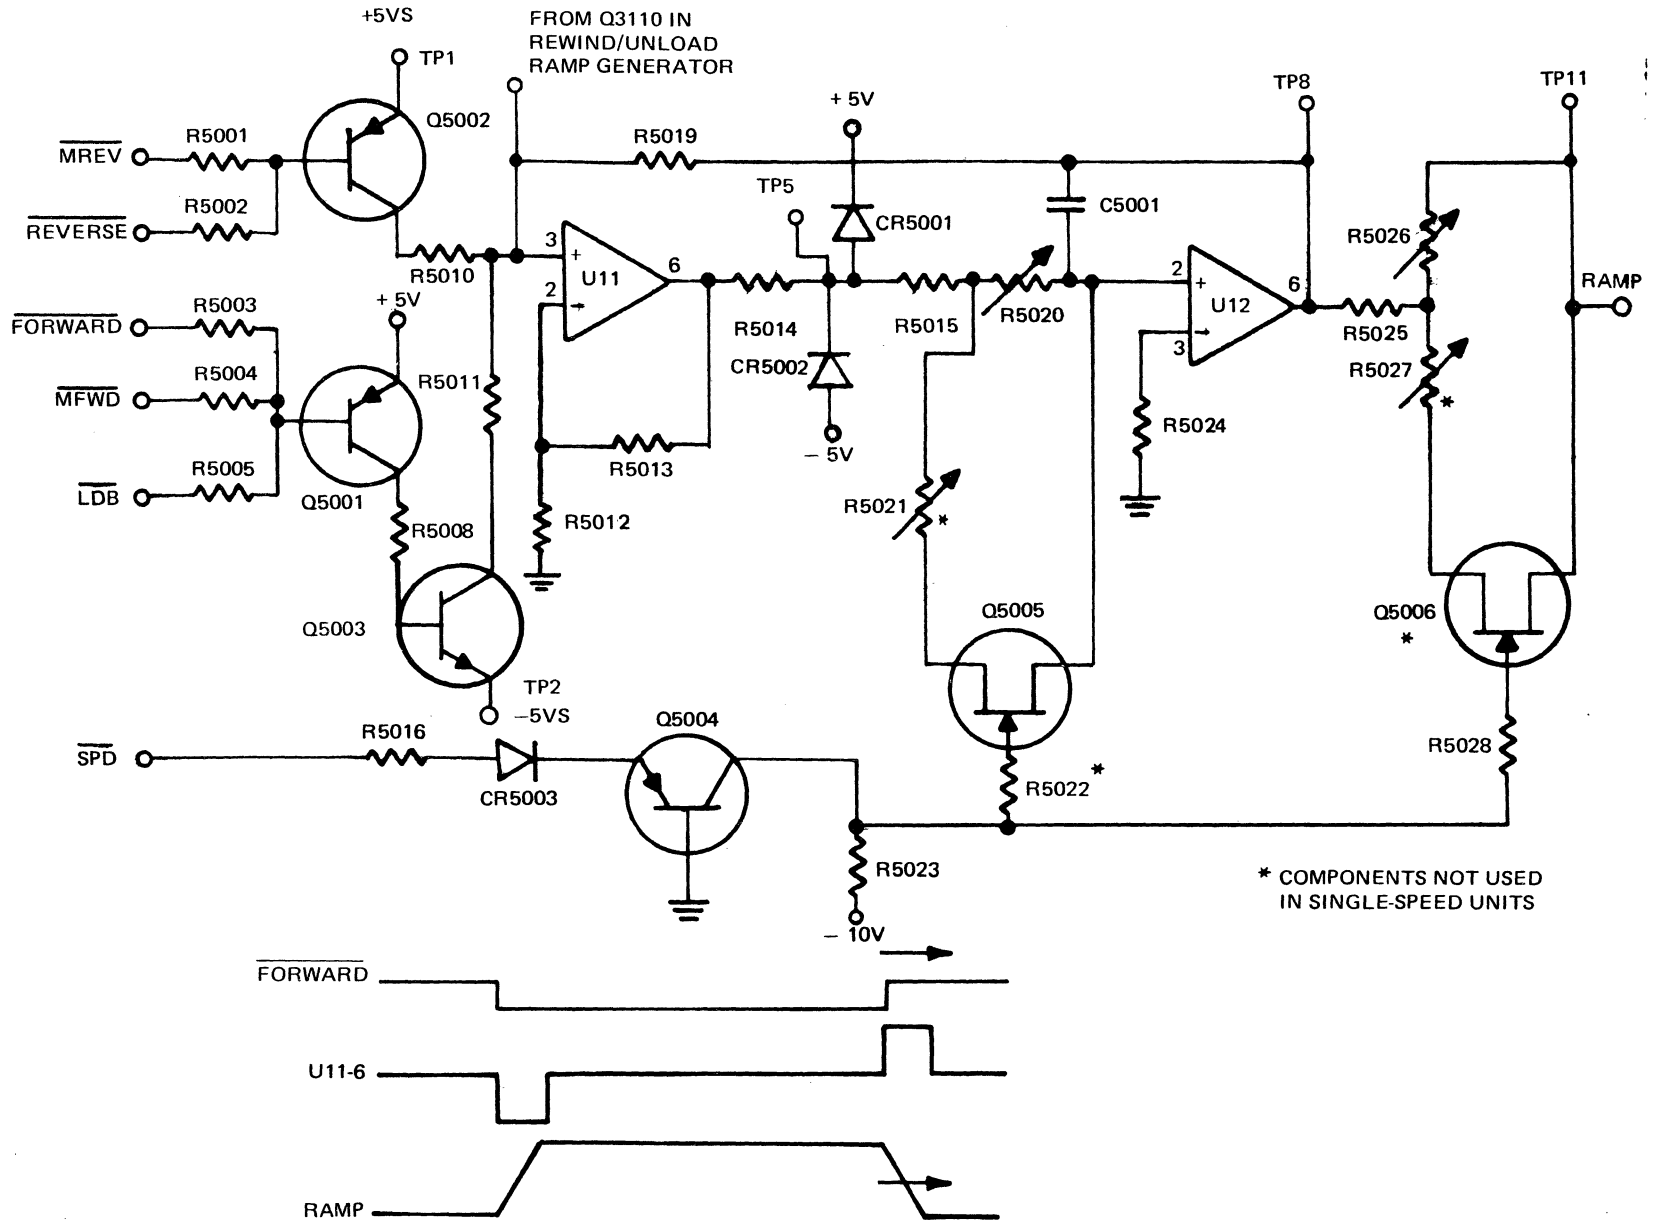 +5VS
TP1
FROM Q3110 IN
REWIND/UNLOAD
RAMP GENERATOR
Q5002
MREV
R5001
REVERSE
R5002
R5010
R5019
+ 5V
TP5
CR5001
C5001
TP8
TP11
3
+
U11
6
2
R5014
R5015
R5020
2
+
U12
6
3
R5026
RAMP
R5025
R5027
*
FORWARD
R5003
+ 5V
MFWD
R5004
R5011
CR5002
– 5V
R5024
LDB
R5005
Q5001
R5013
R5008
R5012
R5021
*
Q5003
Q5005
Q5006
*
TP2
–5VS
SPD
R5016
CR5003
Q5004
R5022
*
R5028
R5023
– 10V
* COMPONENTS NOT USED
IN SINGLE-SPEED UNITS
FORWARD
U11-6
RAMP